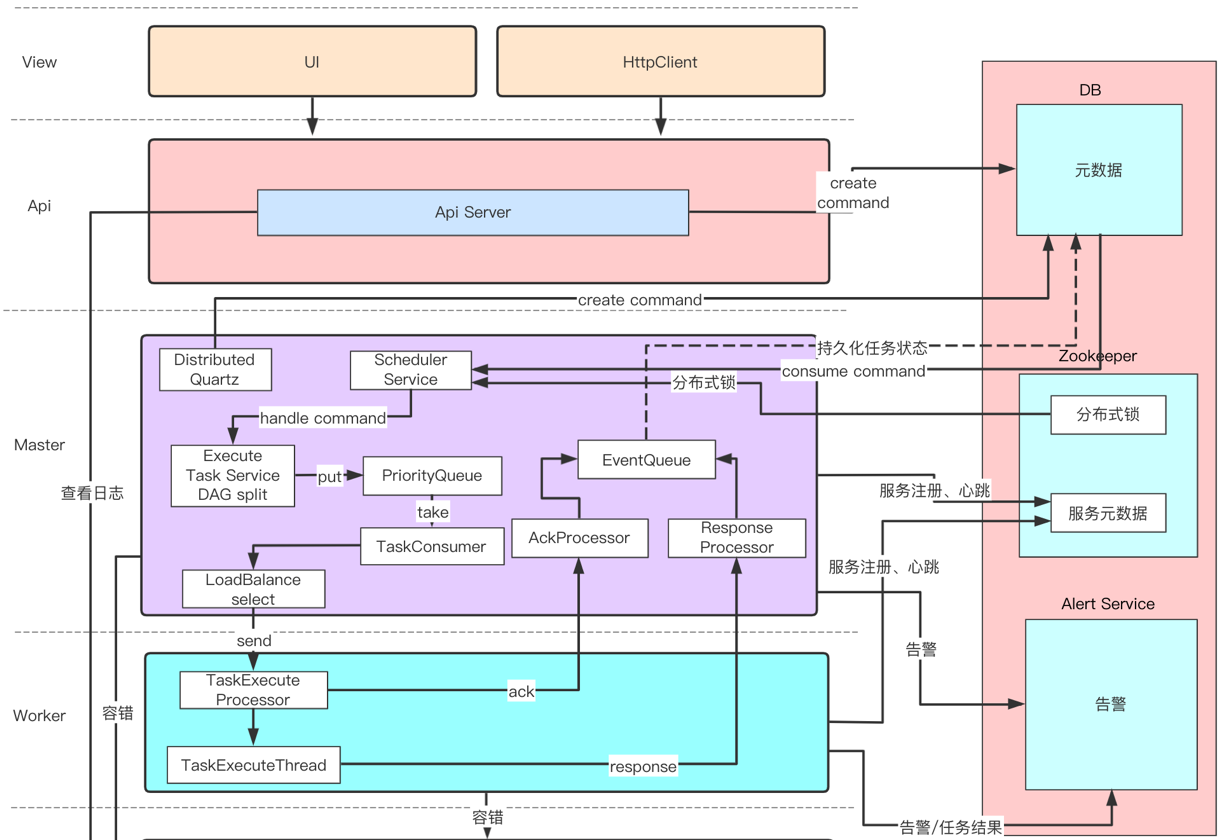 View
UI
HttpClient
DB
元数据
Api
Api Server
create
command
create command
Distributed
Quartz
Scheduler
Service
持久化任务状态
Zookeeper
consume command
分布式锁
分布式锁
handle command
Master
Execute
Task Service
DAG split
put
PriorityQueue
EventQueue
查看日志
服务注册、心跳
服务元数据
take
TaskConsumer
AckProcessor
Response
Processor
服务注册、心跳
LoadBalance
select
Alert Service
send
告警
TaskExecute
Processor
ack
Worker
容错
告警
TaskExecuteThread
response
容错
告警/任务结果